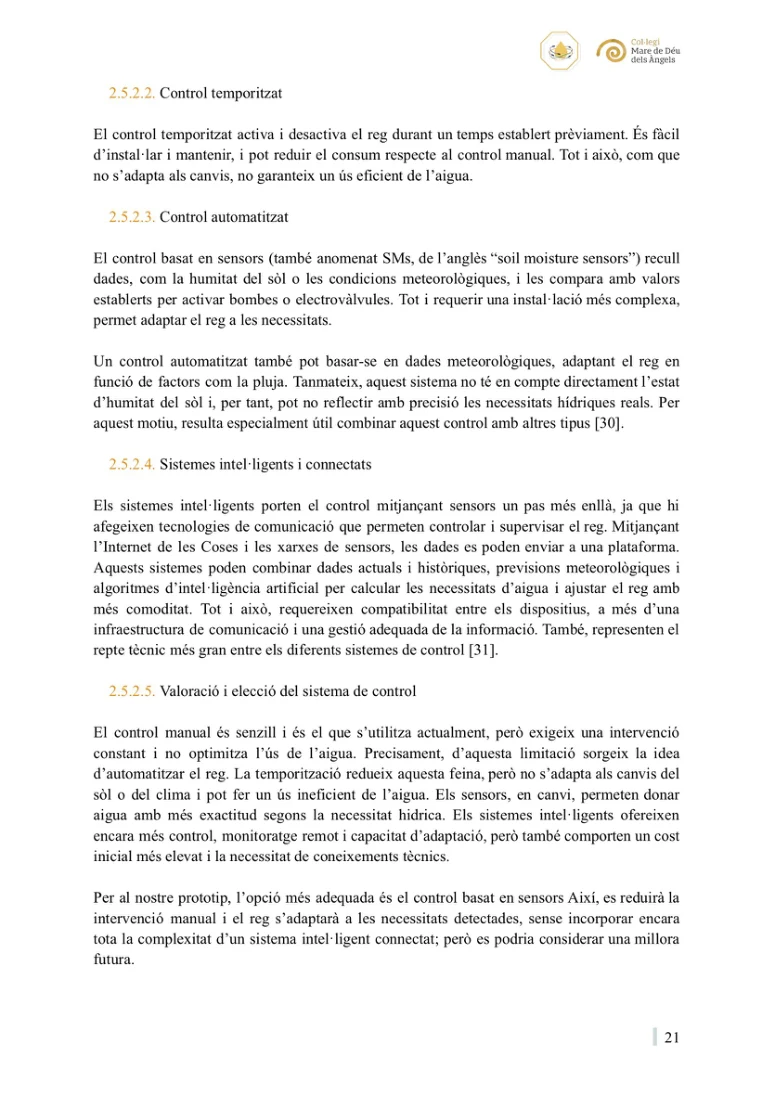 Col·legi
Mare de Déu
dels Àngels
2.5.2.2. Control temporitzat
El control temporitzat activa i desactiva el reg durant un temps establert prèviament. És fàcil
d’instal·lar i mantenir, i pot reduir el consum respecte al control manual. Tot i això, com que
no s’adapta als canvis, no garanteix un ús eficient de l’aigua.
2.5.2.3. Control automatitzat
El control basat en sensors (també anomenat SMs, de l’anglès “soil moisture sensors”) recull
dades, com la humitat del sòl o les condicions meteorològiques, i les compara amb valors
establerts per activar bombes o electrovàlvules. Tot i requerir una instal·lació més complexa,
permet adaptar el reg a les necessitats.
Un control automatitzat també pot basar-se en dades meteorològiques, adaptant el reg en
funció de factors com la pluja. Tanmateix, aquest sistema no té en compte directament l’estat
d’humitat del sòl i, per tant, pot no reflectir amb precisió les necessitats hídriques reals. Per
aquest motiu, resulta especialment útil combinar aquest control amb altres tipus [30].
2.5.2.4. Sistemes intel·ligents i connectats
Els sistemes intel·ligents porten el control mitjançant sensors un pas més enllà, ja que hi
afegeixen tecnologies de comunicació que permeten controlar i supervisar el reg. Mitjançant
l’Internet de les Coses i les xarxes de sensors, les dades es poden enviar a una plataforma.
Aquests sistemes poden combinar dades actuals i històriques, previsions meteorològiques i
algoritmes d’intel·ligència artificial per calcular les necessitats d’aigua i ajustar el reg amb
més comoditat. Tot i això, requereixen compatibilitat entre els dispositius, a més d’una
infraestructura de comunicació i una gestió adequada de la informació. També, representen el
repte tècnic més gran entre els diferents sistemes de control [31].
2.5.2.5. Valoració i elecció del sistema de control
El control manual és senzill i és el que s’utilitza actualment, però exigeix una intervenció
constant i no optimitza l’ús de l’aigua. Precisament, d’aquesta limitació sorgeix la idea
d’automatitzar el reg. La temporització redueix aquesta feina, però no s’adapta als canvis del
sòl o del clima i pot fer un ús ineficient de l’aigua. Els sensors, en canvi, permeten donar
aigua amb més exactitud segons la necessitat hidrica. Els sistemes intel·ligents ofereixen
encara més control, monitoratge remot i capacitat d’adaptació, però també comporten un cost
inicial més elevat i la necessitat de coneixements tècnics.
Per al nostre prototip, l’opció més adequada és el control basat en sensors Així, es reduirà la
intervenció manual i el reg s’adaptarà a les necessitats detectades, sense incorporar encara
tota la complexitat d’un sistema intel·ligent connectat; però es podria considerar una millora
futura.
21